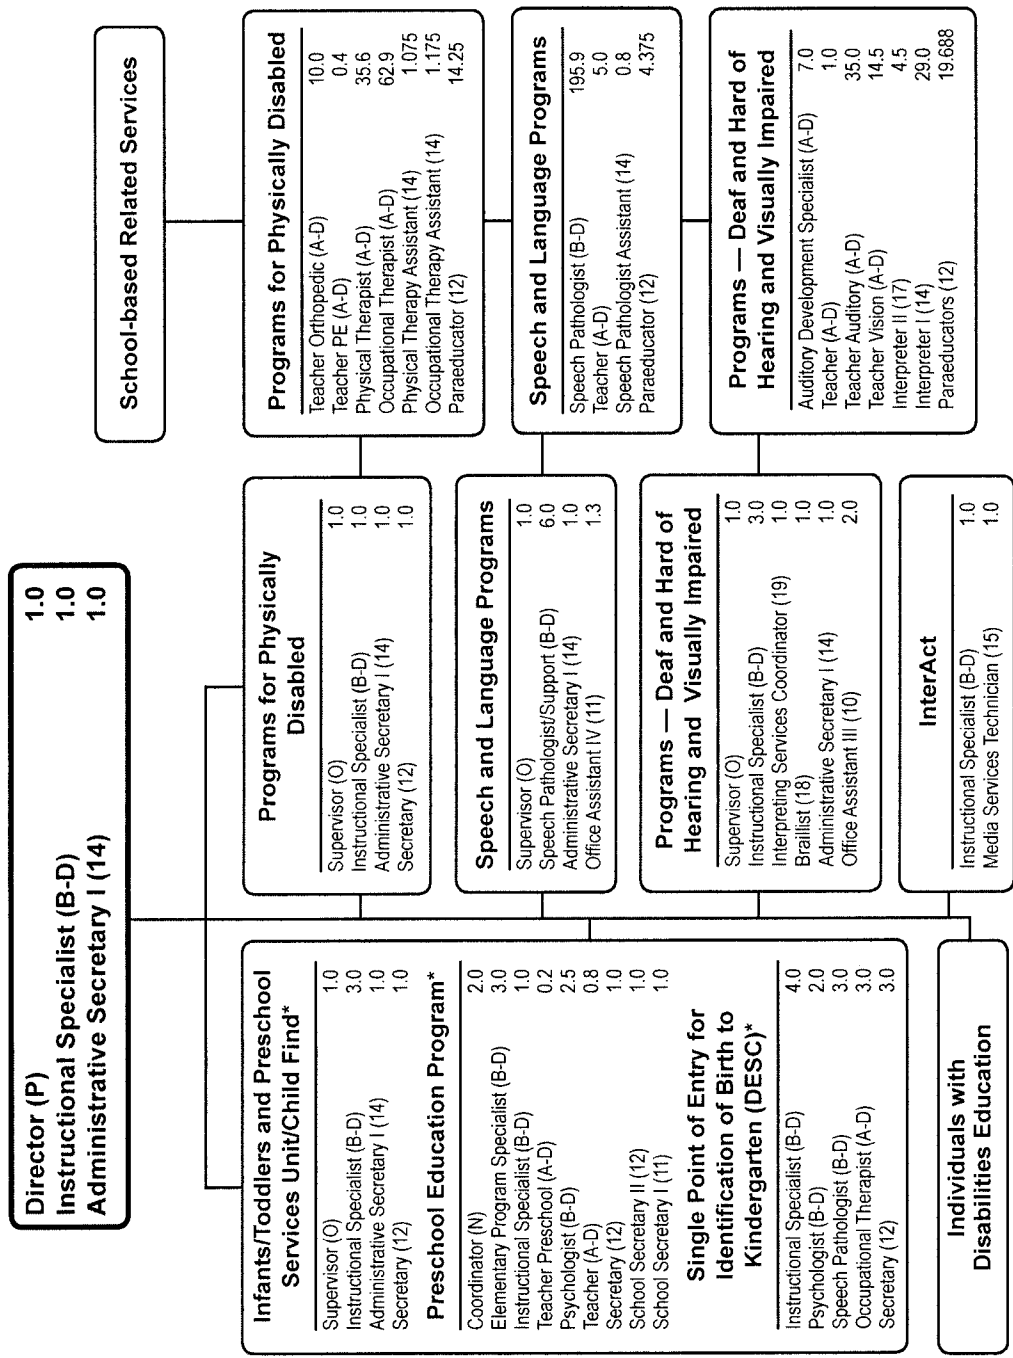 Director (P) 1.0
Instructional Specialist (B-D) 1.0
Administrative Secretary I (14) 1.0
Infants/Toddlers and Preschool
Services Unit/Child Find*
Supervisor (O) 1.0
Instructional Specialist (B-D) 3.0
Administrative Secretary I (14) 1.0
Secretary (12) 1.0
Preschool Education Program*
Coordinator (N) 2.0
Elementary Program Specialist (B-D) 3.0
Instructional Specialist (B-D) 1.0
Teacher Preschool (A-D) 0.2
Psychologist (B-D) 2.5
Teacher (A-D) 0.8
Secretary (12) 1.0
School Secretary II (12) 1.0
School Secretary I (11) 1.0
Single Point of Entry for
Identification of Birth to
Kindergarten (DESC)*
Instructional Specialist (B-D) 4.0
Psychologist (B-D) 2.0
Speech Pathologist (B-D) 3.0
Occupational Therapist (A-D) 3.0
Secretary (12) 3.0
Individuals with
Disabilities Education
Programs for Physically
Disabled
Supervisor (O) 1.0
Instructional Specialist (B-D) 1.0
Administrative Secretary I (14) 1.0
Secretary (12) 1.0
Speech and Language Programs
Supervisor (O) 1.0
Speech Pathologist/Support (B-D) 6.0
Administrative Secretary I (14) 1.0
Office Assistant IV (11) 1.3
Programs — Deaf and Hard of
Hearing and Visually Impaired
Supervisor (O) 1.0
Instructional Specialist (B-D) 3.0
Interpreting Services Coordinator (19) 1.0
Braillist (18) 1.0
Administrative Secretary I (14) 1.0
Office Assistant III (10) 2.0
InterAct
Instructional Specialist (B-D) 1.0
Media Services Technician (15) 1.0
School-based Related Services
Programs for Physically Disabled
Teacher Orthopedic (A-D) 10.0
Teacher PE (A-D) 0.4
Physical Therapist (A-D) 35.6
Occupational Therapist (A-D) 62.9
Physical Therapy Assistant (14) 1.075
Occupational Therapy Assistant (14) 1.175
Paraeducator (12) 14.25
Speech and Language Programs
Speech Pathologist (B-D) 195.9
Teacher (A-D) 5.0
Speech Pathologist Assistant (14) 0.8
Paraeducator (12) 4.375
Programs — Deaf and Hard of
Hearing and Visually Impaired
Auditory Development Specialist (A-D) 7.0
Teacher (A-D) 1.0
Teacher Auditory (A-D) 35.0
Teacher Vision (A-D) 14.5
Interpreter II (17) 4.5
Interpreter I (14) 29.0
Paraeducators (12) 19.688